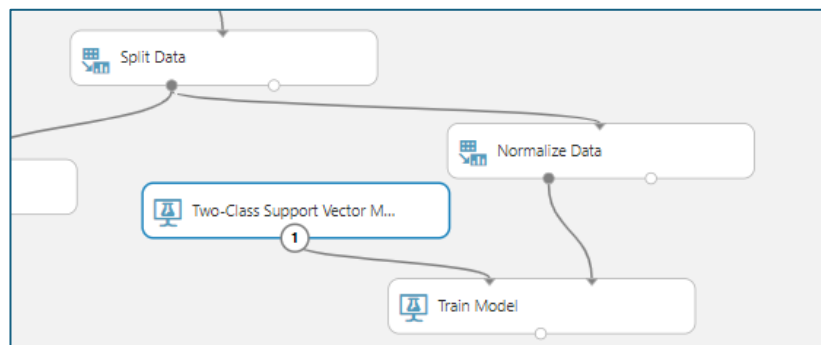 Split Data
Normalize Data
Two-Class Support Vector M...
1
Train Model